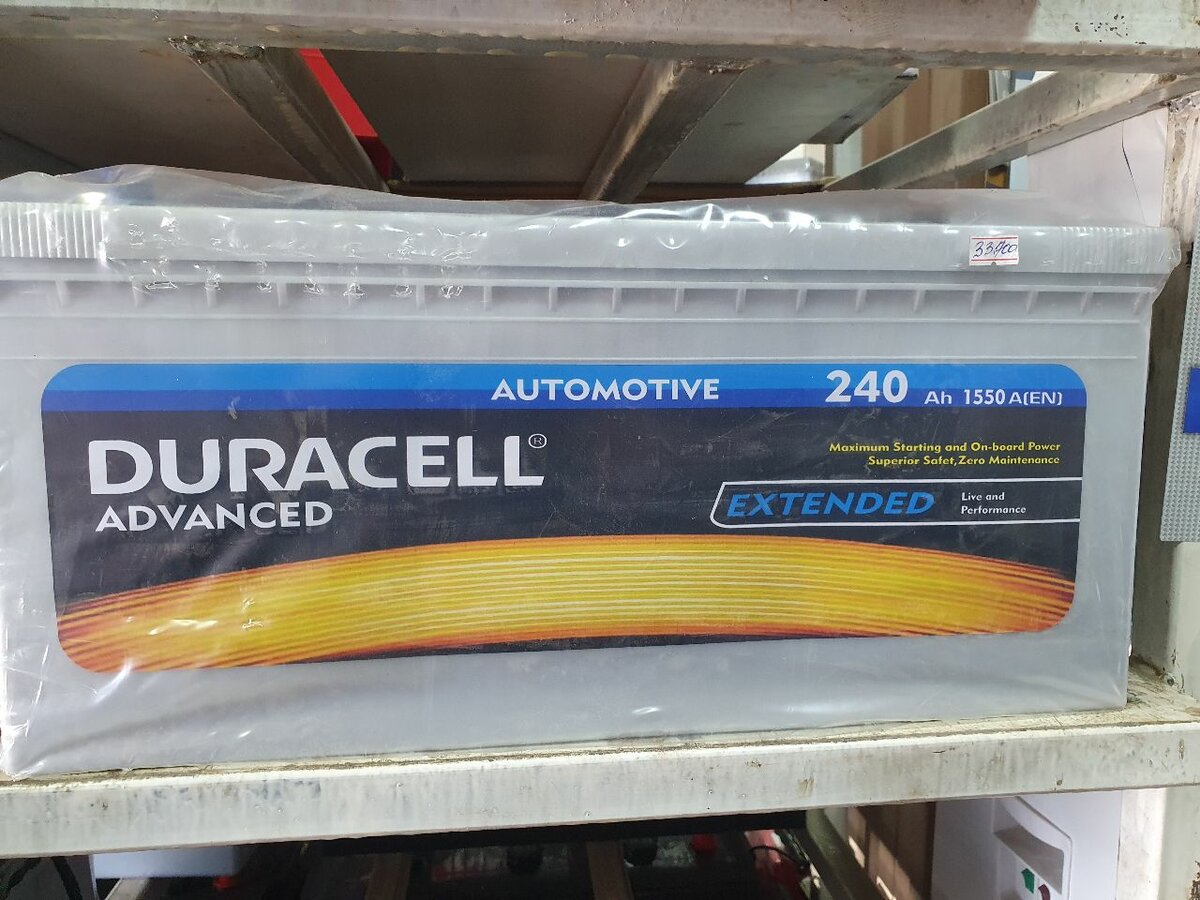 33900
AUTOMOTIVE 240 Ah 1550 A(EN)
DURACELL®
ADVANCED
Maximum Starting and On-board Power
Superior Safet,Zero Maintenance
EXTENDED
Live and
Performance